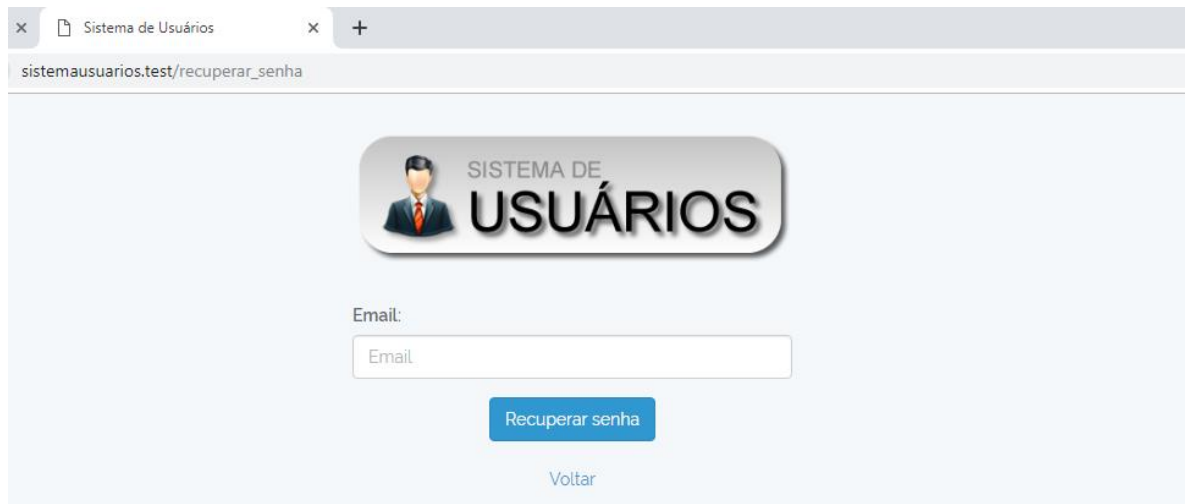 Sistema de Usuários
sistemausuarios.test/recuperar_senha
SISTEMA DE
USUÁRIOS
Email:
Email
Recuperar senha
Voltar